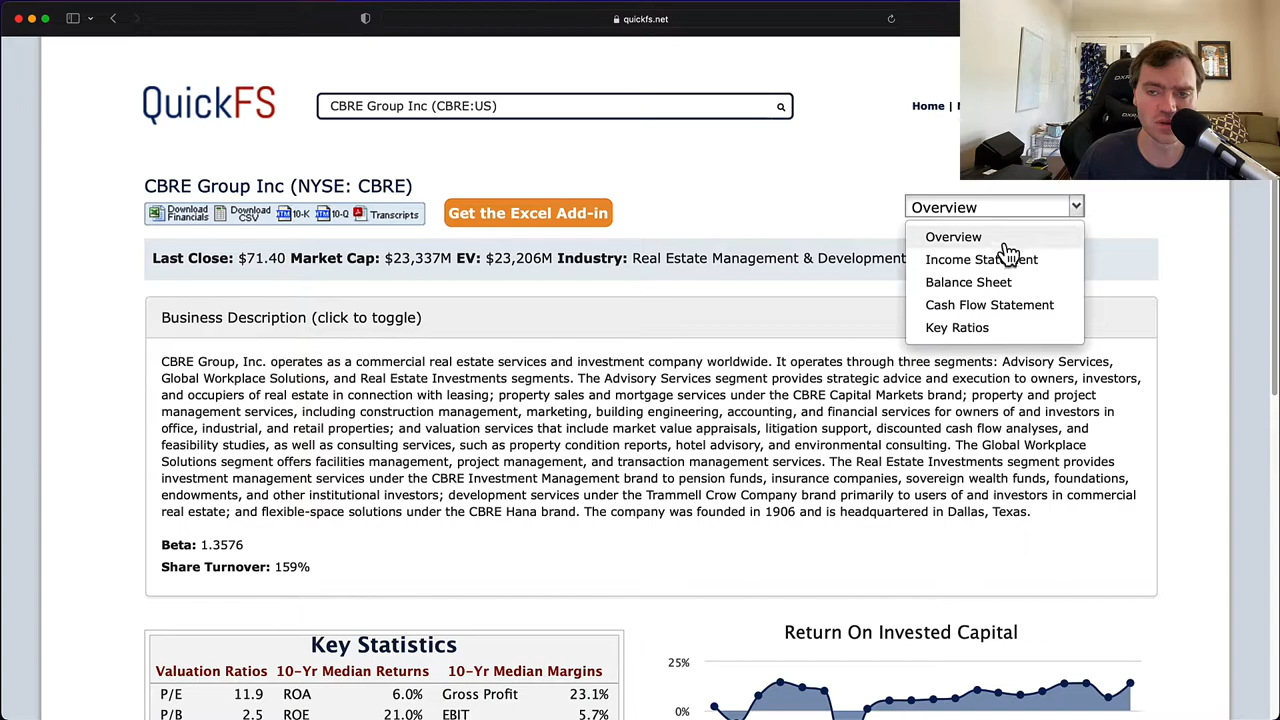 quickfs.net
QuickFS
CBRE Group Inc (CBRE:US)
Home |
CBRE Group Inc (NYSE: CBRE)
Download Financials
Download CSV
10-K
10-Q
Transcripts
Get the Excel Add-in
Overview
Overview
Income Statement
Balance Sheet
Cash Flow Statement
Key Ratios
Last Close: $71.40 Market Cap: $23,337M EV: $23,206M Industry: Real Estate Management & Development
Business Description (click to toggle)
CBRE Group, Inc. operates as a commercial real estate services and investment company worldwide. It operates through three segments: Advisory Services,
Global Workplace Solutions, and Real Estate Investments segments. The Advisory Services segment provides strategic advice and execution to owners, investors,
and occupiers of real estate in connection with leasing; property sales and mortgage services under the CBRE Capital Markets brand; property and project
management services, including construction management, marketing, building engineering, accounting, and financial services for owners of and investors in
office, industrial, and retail properties; and valuation services that include market value appraisals, litigation support, discounted cash flow analyses, and
feasibility studies, as well as consulting services, such as property condition reports, hotel advisory, and environmental consulting. The Global Workplace
Solutions segment offers facilities management, project management, and transaction management services. The Real Estate Investments segment provides
investment management services under the CBRE Investment Management brand to pension funds, insurance companies, sovereign wealth funds, foundations,
endowments, and other institutional investors; development services under the Trammell Crow Company brand primarily to users of and investors in commercial
real estate; and flexible-space solutions under the CBRE Hana brand. The company was founded in 1906 and is headquartered in Dallas, Texas.
Beta: 1.3576
Share Turnover: 159%
Key Statistics
Valuation Ratios 10-Yr Median Returns 10-Yr Median Margins
P/E 11.9 ROA 6.0% Gross Profit 23.1%
P/B 2.5 ROE 21.0% EBIT 5.7%
Return On Invested Capital
25%
0%